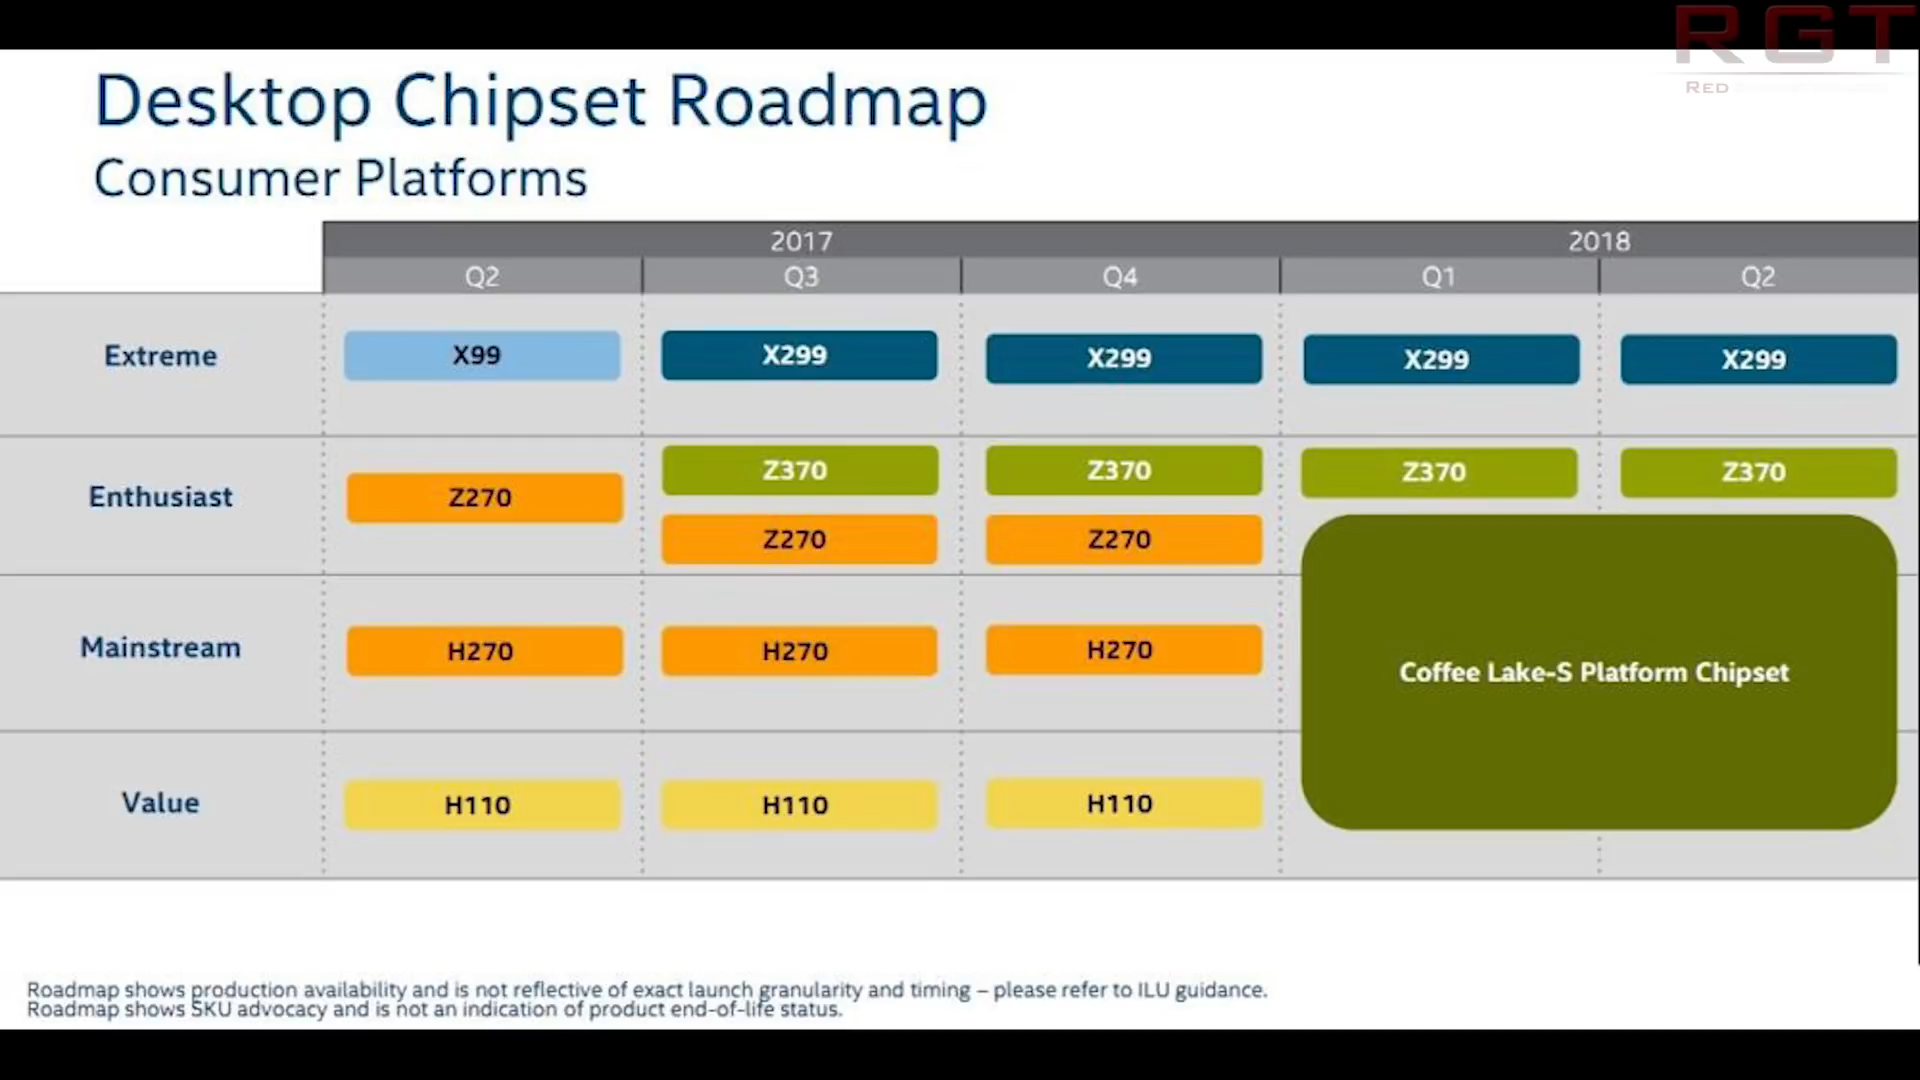 RGT
RED
Desktop Chipset Roadmap
Consumer Platforms
2017 2018
Q2 Q3 Q4 Q1 Q2
Extreme X99 X299 X299 X299 X299
Enthusiast Z270 Z370 Z370 Z370 Z370
Z270 Z270
Mainstream H270 H270 H270 Coffee Lake-S Platform Chipset
Value H110 H110 H110
Roadmap shows production availability and is not reflective of exact launch granularity and timing – please refer to ILU guidance.
Roadmap shows SKU advocacy and is not an indication of product end-of-life status.